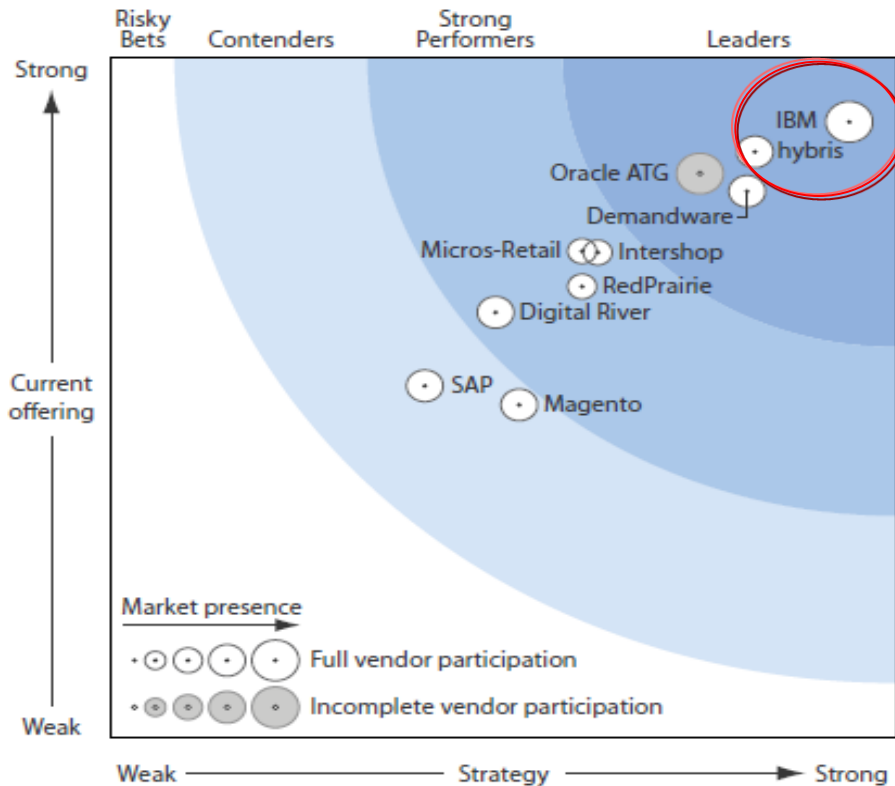 Risky
Bets
Contenders
Strong
Performers
Leaders
Strong
IBM
hybris
Oracle ATG
Demandware
Micros-Retail
Intershop
RedPrairie
Digital River
Current
offering
SAP
Magento
Market presence
Full vendor participation
Incomplete vendor participation
Weak
Weak
Strategy
Strong